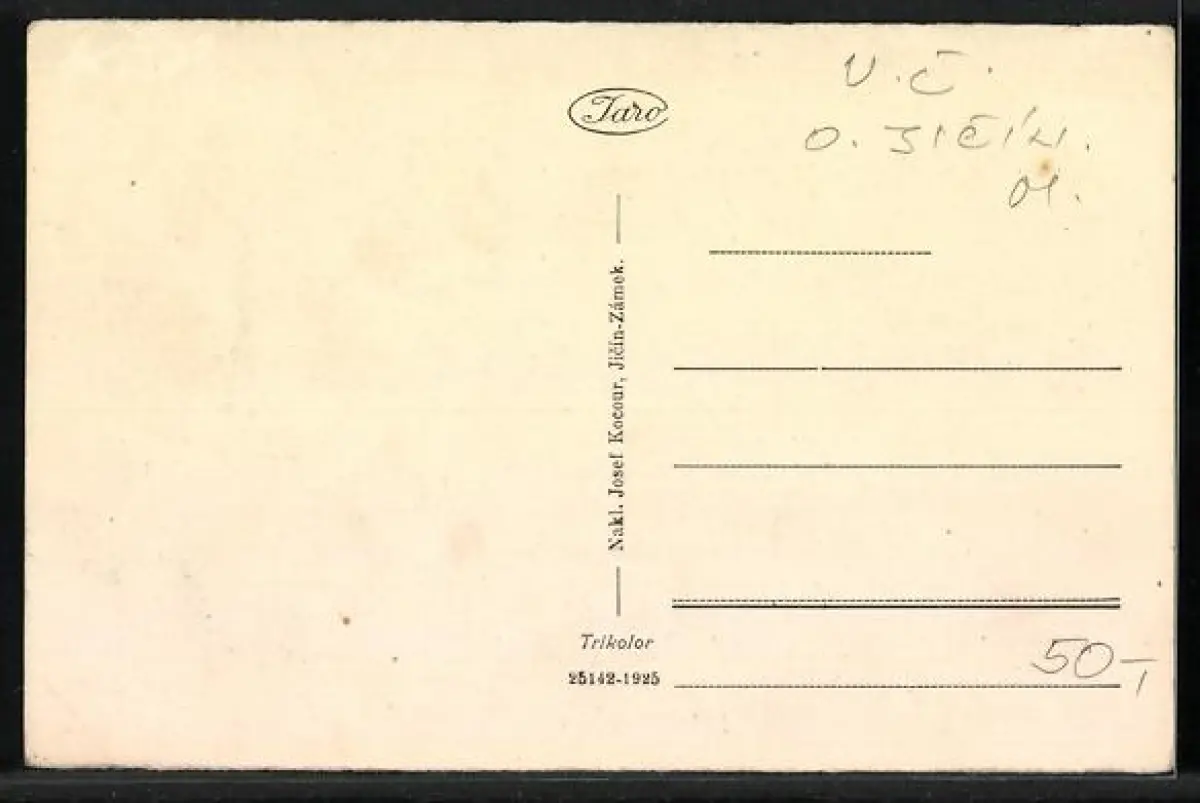 Taro
V.Č.
O. JIČÍN.
Nakl. Josef Kocour, Jičín-Zámek.
Trikolor
25142-1925
50,-